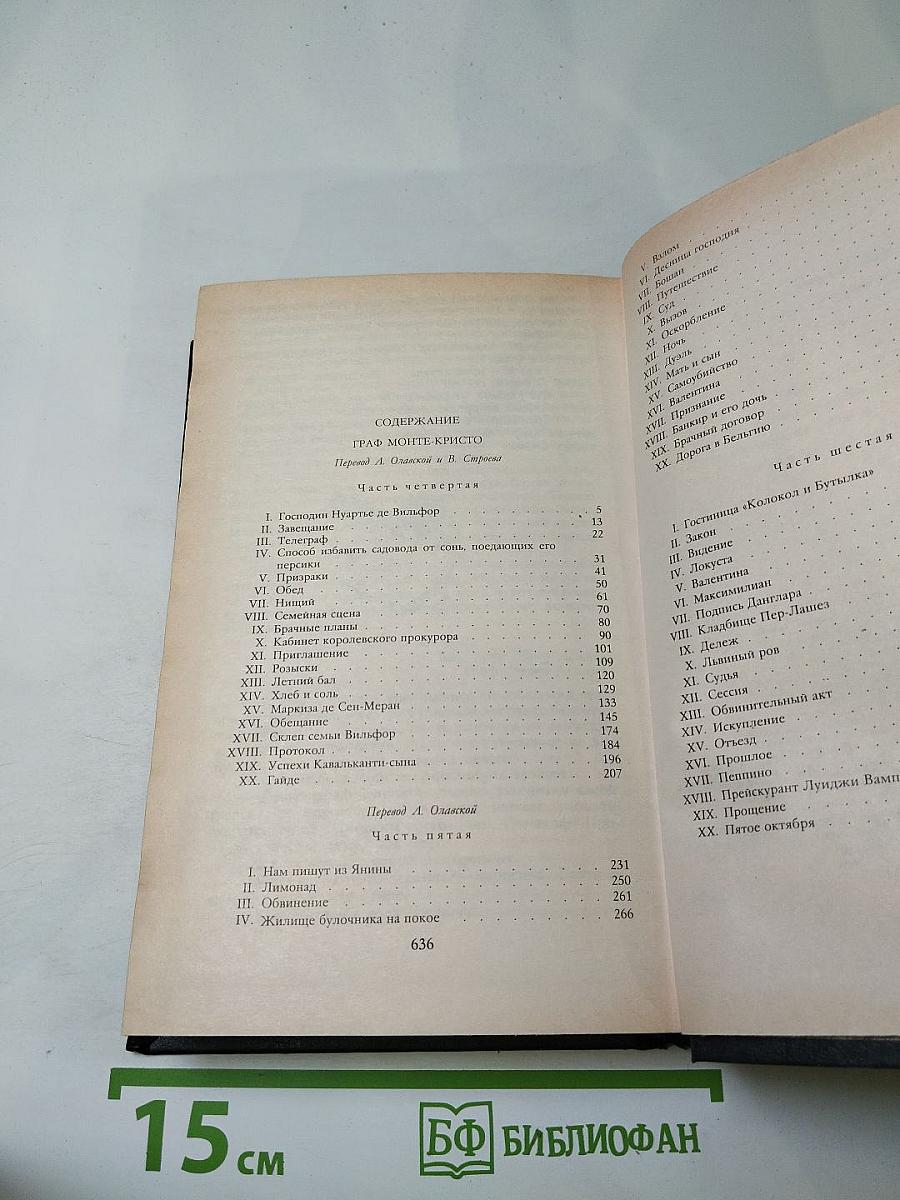 СОДЕРЖАНИЕ
ГРАФ МОНТЕ-КРИСТО
Перевод Л. Олавской и В. Строева
Часть четвертая
I. Господин Нуартье де Вильфор 5
II. Завещание 13
III. Телеграф 22
IV. Способ избавить садовода от сонь, поедающих его
персики 31
V. Призраки 41
VI. Обед 50
VII. Нищий 61
VIII. Семейная сцена 70
IX. Брачные планы 80
X. Кабинет королевского прокурора 90
XI. Приглашение 101
XII. Розыски 109
XIII. Летний бал 120
XIV. Хлеб и соль 129
XV. Маркиза де Сен-Меран 133
XVI. Обещание 145
XVII. Склеп семьи Вильфор 174
XVIII. Протокол 184
XIX. Успехи Кавальканти-сына 196
XX. Гайде 207
Перевод Л. Олавской
Часть пятая
I. Нам пишут из Янины 231
II. Лимонад 250
III. Обвинение 261
IV. Жилище булочника на покое 266
636
V. Взлом
VI. Десница господня
VII. Бошан
VIII. Путешествие
IX. Суд
X. Вызов
XI. Оскорбление
XII. Ночь
XIII. Дуэль
XIV. Мать и сын
XV. Самоубийство
XVI. Валентина
XVII. Признание
XVIII. Банкир и его дочь
XIX. Брачный договор
XX. Дорога в Бельгию
Часть шестая
I. Гостиница «Колокол и Бутылка»
II. Закон
III. Видение
IV. Локуста
V. Валентина
VI. Максимилиан
VII. Подпись Данглара
VIII. Кладбище Пер-Лашез
IX. Дележ
X. Львиный ров
XI. Судья
XII. Сессия
XIII. Обвинительный акт
XIV. Искупление
XV. Отъезд
XVI. Прошлое
XVII. Пеппино
XVIII. Прейскурант Луиджи Вамп
XIX. Прощение
XX. Пятое октября
15 см
БФ БИБЛИОФАН